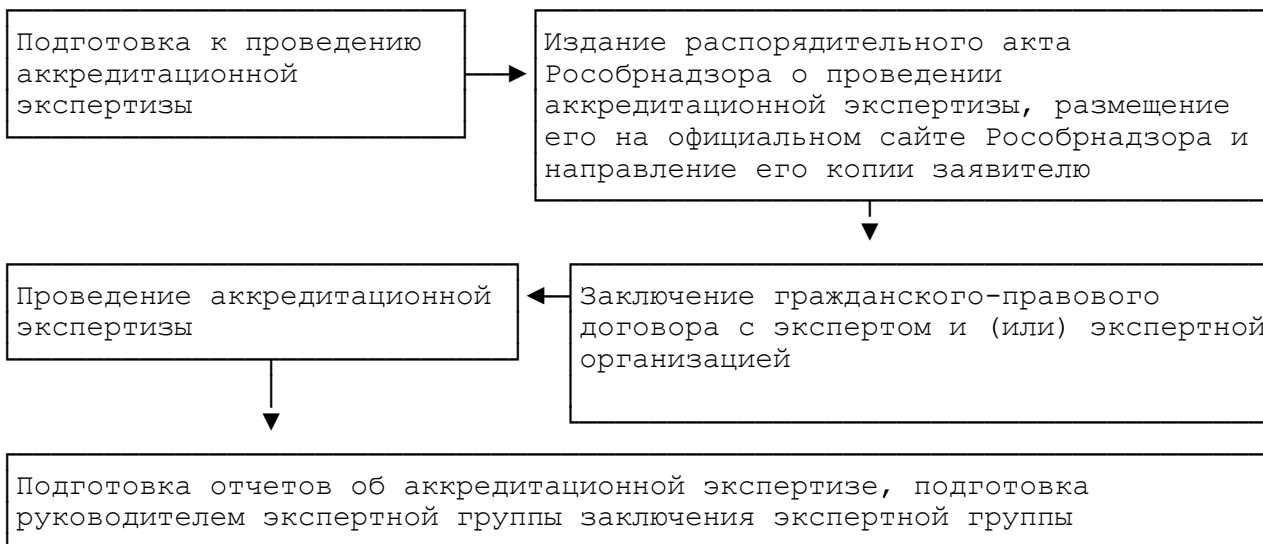 Подготовка к проведению
аккредитационной
экспертизы
Издание распорядительного акта
Рособрнадзора о проведении
аккредитационной экспертизы, размещение
его на официальном сайте Рособрнадзора и
направление его копии заявителю
Проведение аккредитационной
экспертизы
Заключение гражданского-правового
договора с экспертом и (или) экспертной
организацией
Подготовка отчетов об аккредитационной экспертизе, подготовка
руководителем экспертной группы заключения экспертной группы